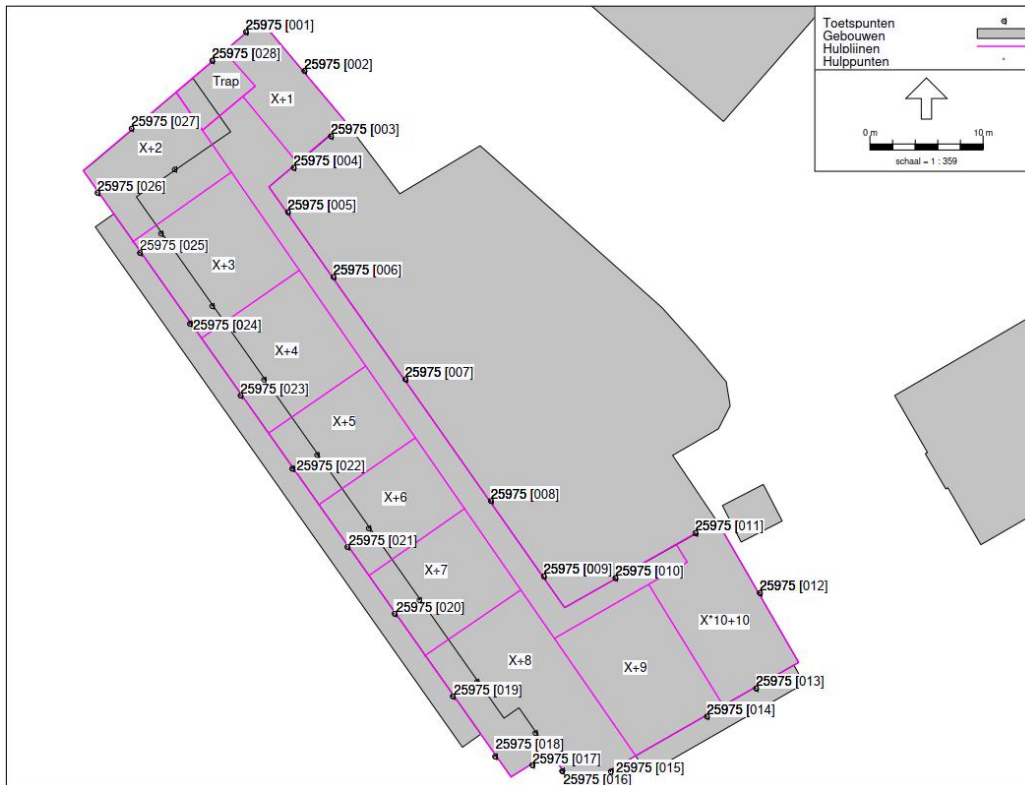 25975 [001]
Toetspunten
Gebouwen
Hulplijnen
Hulppunten
25975 [028]
25975 [002]
Trap
X+1
0 m 10 m
schaal = 1 : 359
25975 [027]
25975 [003]
X+2
25975 [004]
25975 [026]
25975 [005]
25975 [025]
X+3
25975 [006]
25975 [024]
X+4
25975 [007]
25975 [023]
X+5
25975 [022]
X+6
25975 [008]
25975 [011]
25975 [021]
X+7
25975 [009]
25975 [010]
25975 [012]
25975 [020]
X*10+10
X+8
X+9
25975 [019]
25975 [013]
25975 [014]
25975 [018]
25975 [017]
25975 [015]
25975 [016]